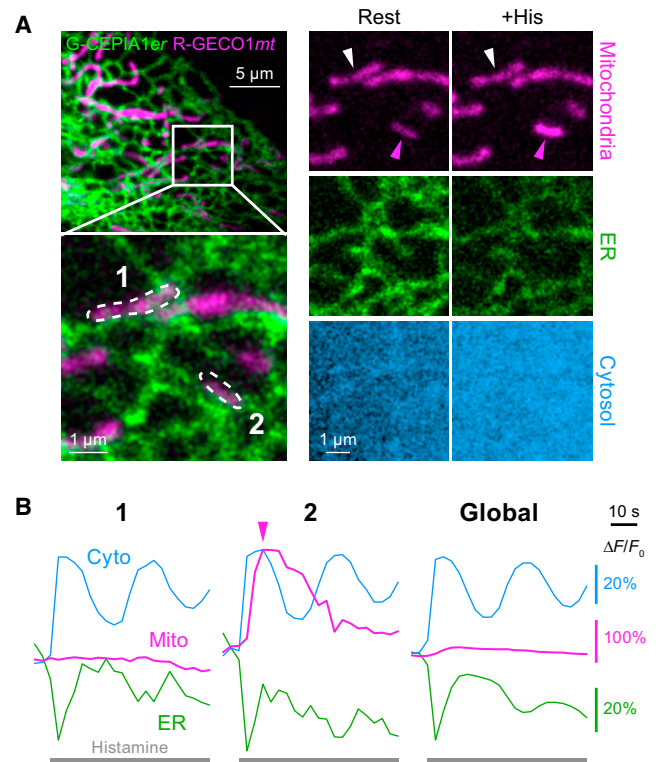 A
G-CEPIA1er R-GECO1mt
5 µm
1
2
1 µm
Rest +His
Mitochondria
ER
Cytosol
1 µm
B
1 2 Global
10 s
ΔF/F0
Cyto
20%
Mito
100%
ER
20%
Histamine